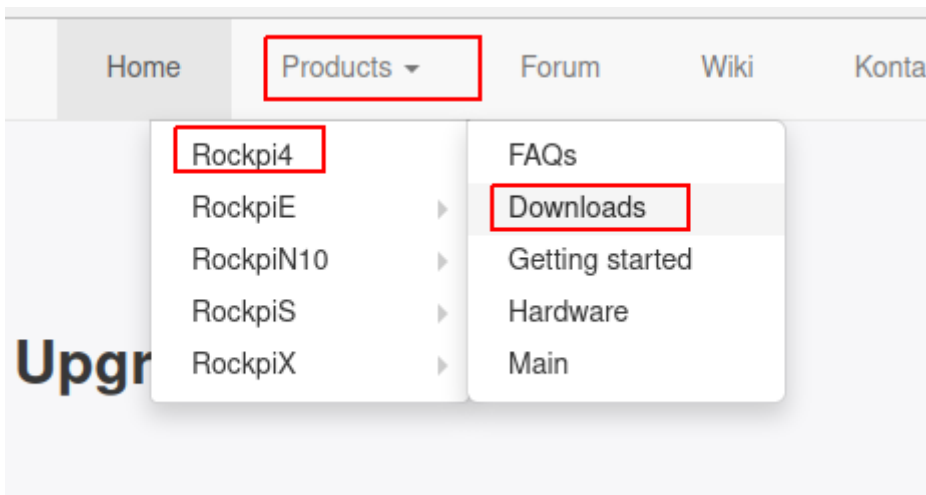 Home Products Forum Wiki Konta
Rockpi4 FAQs
RockpiE Downloads
RockpiN10 Getting started
RockpiS Hardware
RockpiX Main
Upgr